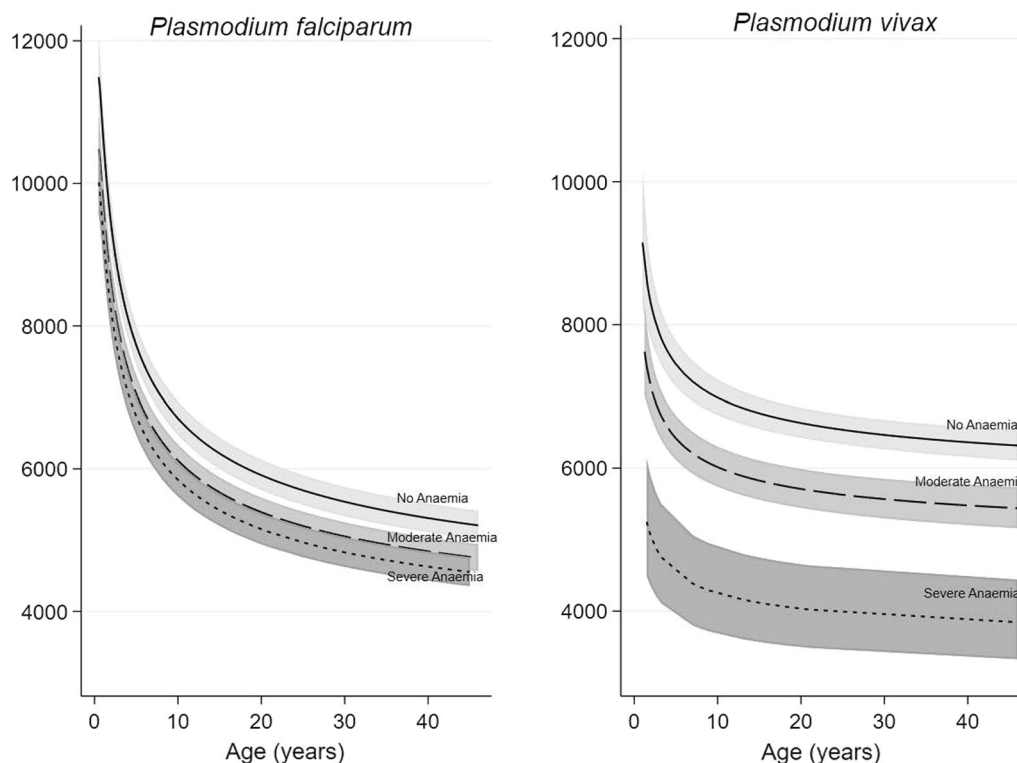 Plasmodium falciparum
12000
10000
8000
6000
4000
No Anaemia
Moderate Anaemia
Severe Anaemia
0 10 20 30 40
Age (years)
Plasmodium vivax
12000
10000
8000
6000
4000
No Anaemia
Moderate Anaemia
Severe Anaemia
0 10 20 30 40
Age (years)